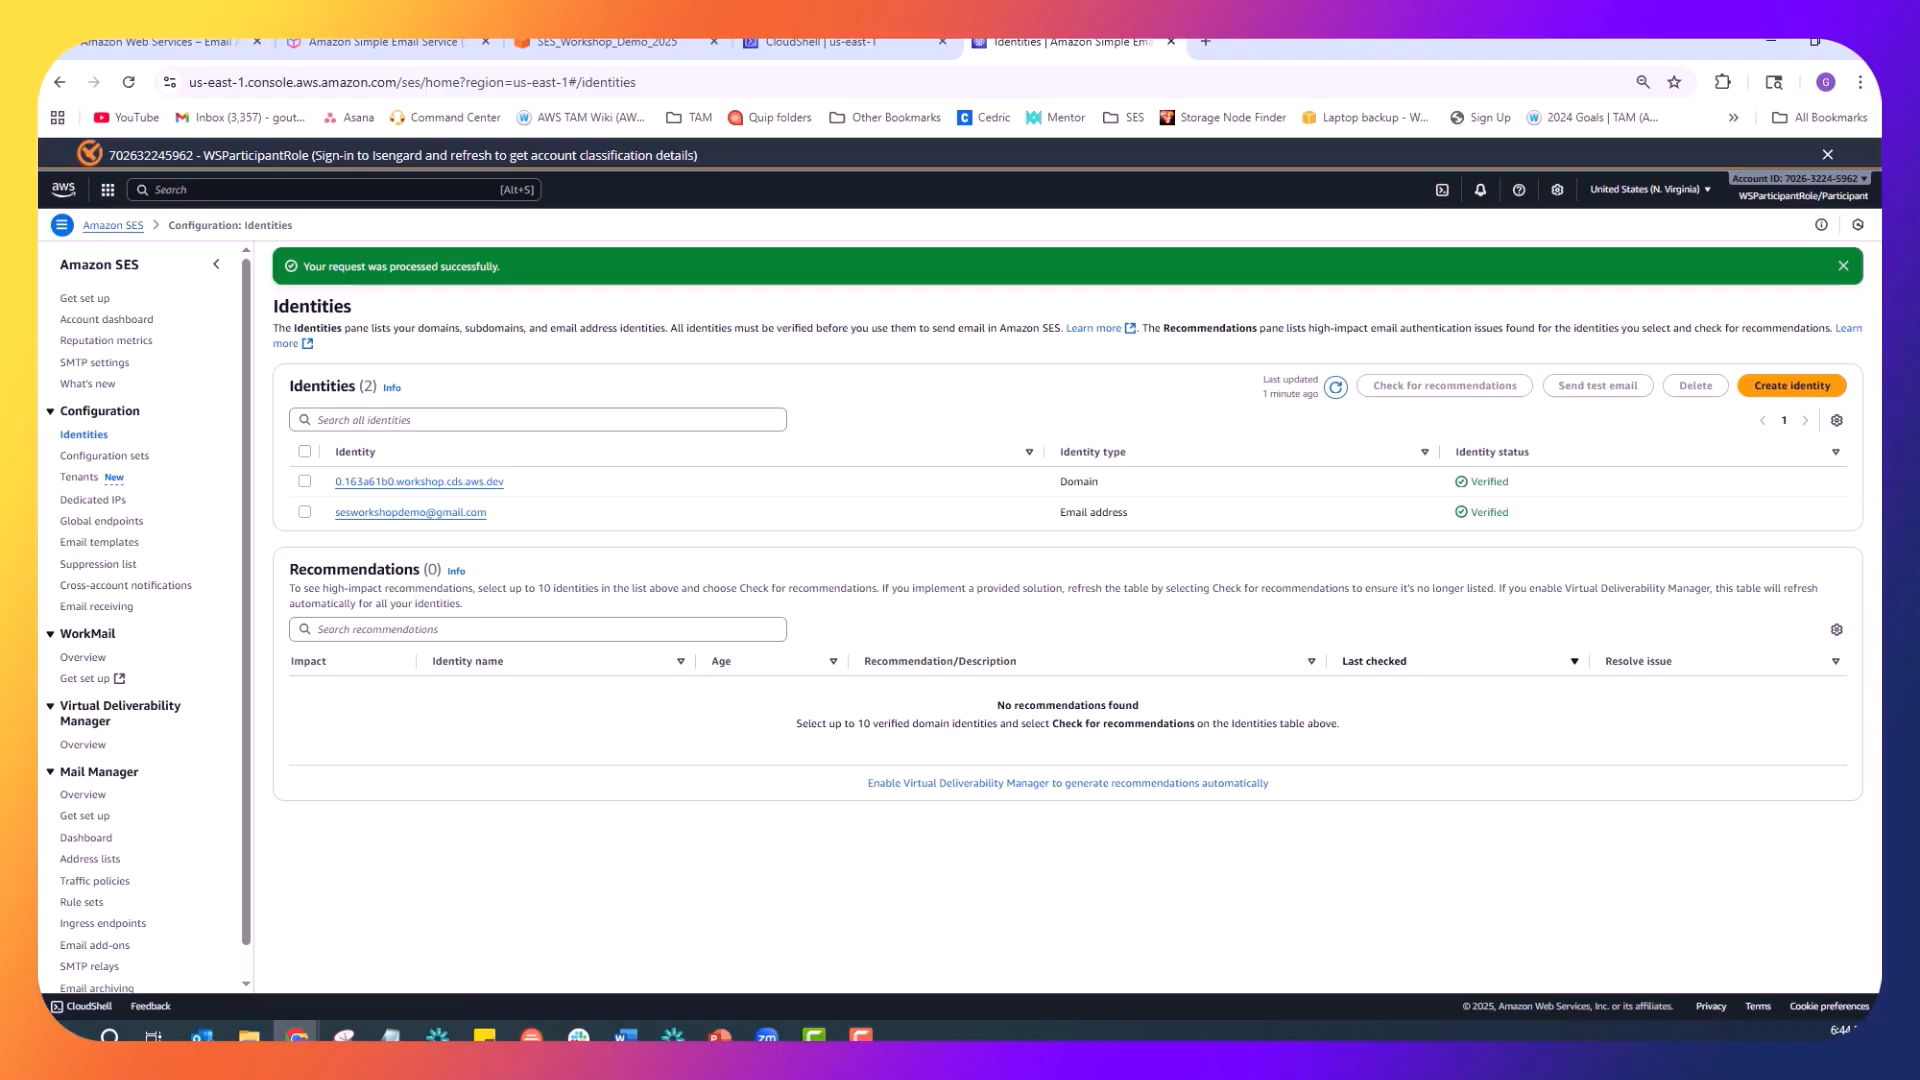 Amazon Web Services – Email A
Amazon Simple Email Service (
SES_Workshop_Demo_2025
CloudShell | us-east-1
Identities | Amazon Simple Ema
us-east-1.console.aws.amazon.com/ses/home?region=us-east-1#/identities
G
YouTube
Inbox (3,357) - gout...
Asana
Command Center
AWS TAM Wiki (AW...
TAM
Quip folders
Other Bookmarks
Cedric
Mentor
SES
Storage Node Finder
Laptop backup - W...
Sign Up
2024 Goals | TAM (A...
All Bookmarks
702632245962 - WSParticipantRole (Sign-in to Isengard and refresh to get account classification details)
aws
Search
[Alt+S]
United States (N. Virginia)
Account ID: 7026-3224-5962
WSParticipantRole/Participant
Amazon SES
Configuration: Identities
Amazon SES
Get set up
Account dashboard
Reputation metrics
SMTP settings
What's new
Configuration
Identities
Configuration sets
Tenants New
Dedicated IPs
Global endpoints
Email templates
Suppression list
Cross-account notifications
Email receiving
WorkMail
Overview
Get set up
Virtual Deliverability
Manager
Overview
Mail Manager
Overview
Get set up
Dashboard
Address lists
Traffic policies
Rule sets
Ingress endpoints
Email add-ons
SMTP relays
Email archiving
Your request was processed successfully.
Identities
The Identities pane lists your domains, subdomains, and email address identities. All identities must be verified before you use them to send email in Amazon SES. Learn more. The Recommendations pane lists high-impact email authentication issues found for the identities you select and check for recommendations. Learn
more
Identities (2) Info
Last updated
1 minute ago
Check for recommendations
Send test email
Delete
Create identity
Search all identities
1
Identity
Identity type
Identity status
0.163a61b0.workshop.cds.aws.dev
Domain
Verified
sesworkshopdemo@gmail.com
Email address
Verified
Recommendations (0) Info
To see high-impact recommendations, select up to 10 identities in the list above and choose Check for recommendations. If you implement a provided solution, refresh the table by selecting Check for recommendations to ensure it's no longer listed. If you enable Virtual Deliverability Manager, this table will refresh
automatically for all your identities.
Search recommendations
Impact
Identity name
Age
Recommendation/Description
Last checked
Resolve issue
No recommendations found
Select up to 10 verified domain identities and select Check for recommendations on the Identities table above.
Enable Virtual Deliverability Manager to generate recommendations automatically
CloudShell
Feedback
© 2025, Amazon Web Services, Inc. or its affiliates.
Privacy
Terms
Cookie preferences
zm
6:44